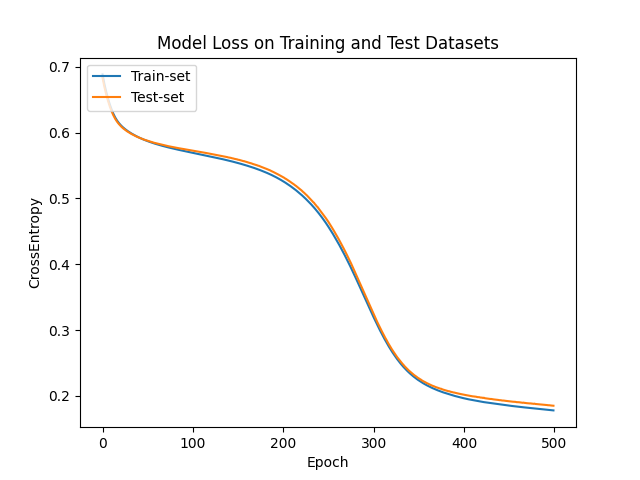 Model Loss on Training and Test Datasets
Train-set
Test-set
0.7
0.6
0.5
0.4
0.3
0.2
CrossEntropy
0 100 200 300 400 500
Epoch